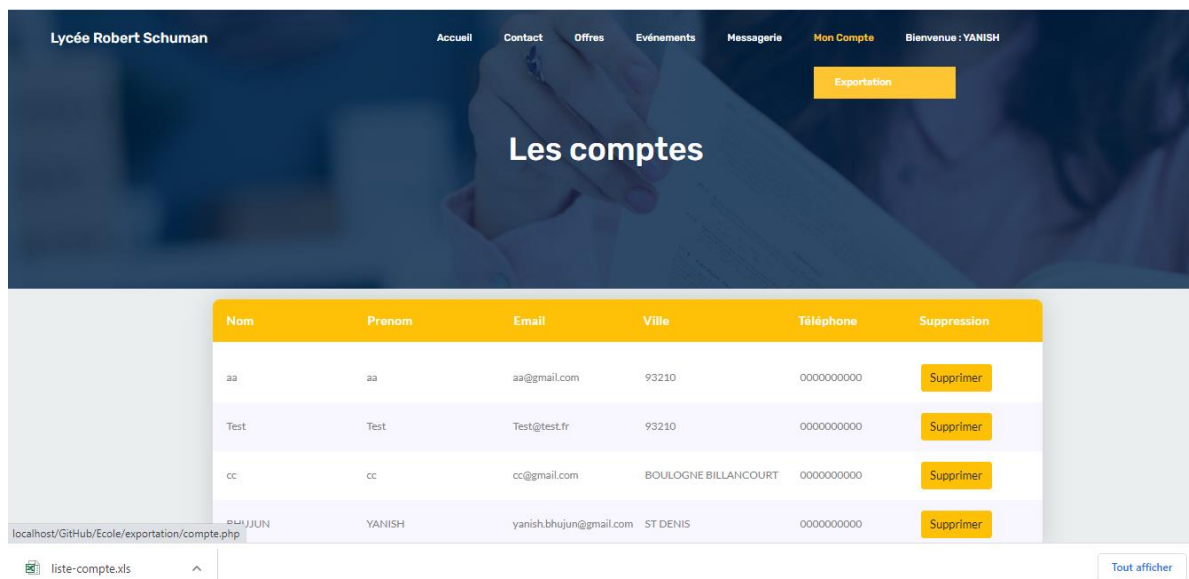 Lycée Robert Schuman Accueil Contact Offres Evénements Messagerie Mon Compte Bienvenue : YANISH
Exportation
Les comptes
Nom Prenom Email Ville Téléphone Suppression
aa aa aa@gmail.com 93210 0000000000 Supprimer
Test Test Test@test.fr 93210 0000000000 Supprimer
cc cc cc@gmail.com BOULOGNE BILLANCOURT 0000000000 Supprimer
BHUJUN YANISH yanish.bhujun@gmail.com ST DENIS 0000000000 Supprimer
localhost/GitHub/Ecole/exportation/compte.php
liste-compte.xls Tout afficher